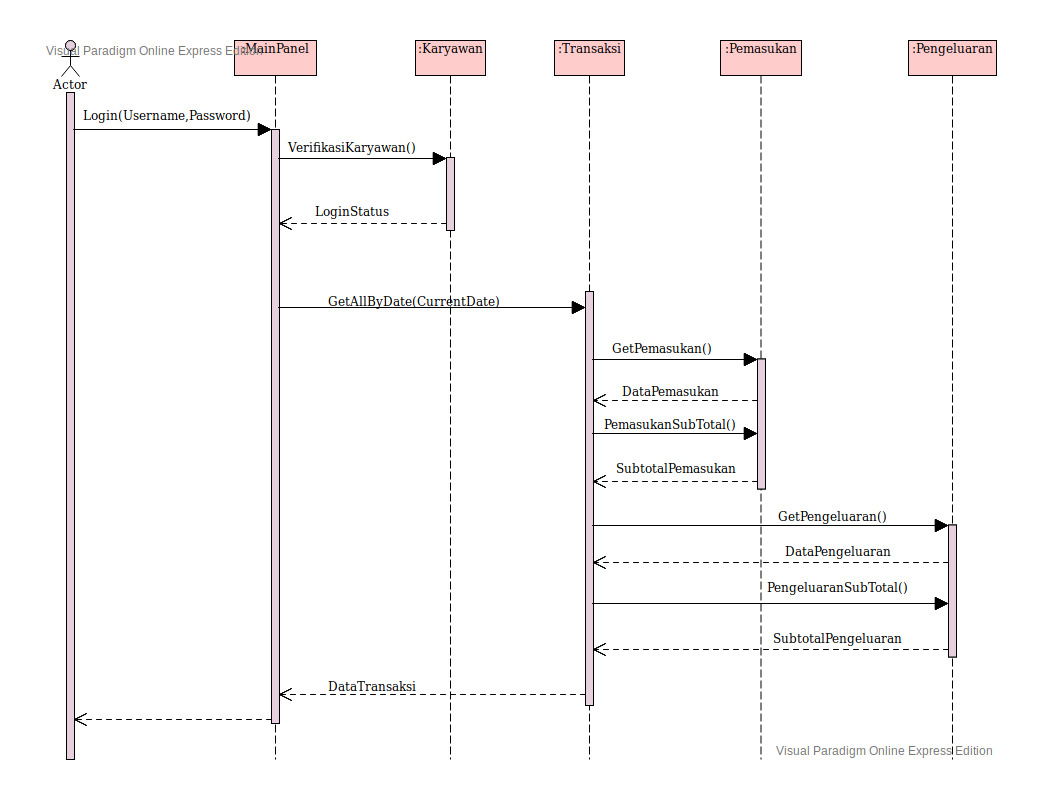 Visual Paradigm Online Express Edition
:MainPanel
:Karyawan
:Transaksi
:Pemasukan
:Pengeluaran
Actor
Login(Username,Password)
VerifikasiKaryawan()
LoginStatus
GetAllByDate(CurrentDate)
GetPemasukan()
DataPemasukan
PemasukanSubTotal()
SubtotalPemasukan
GetPengeluaran()
DataPengeluaran
PengeluaranSubTotal()
SubtotalPengeluaran
DataTransaksi
Visual Paradigm Online Express Edition